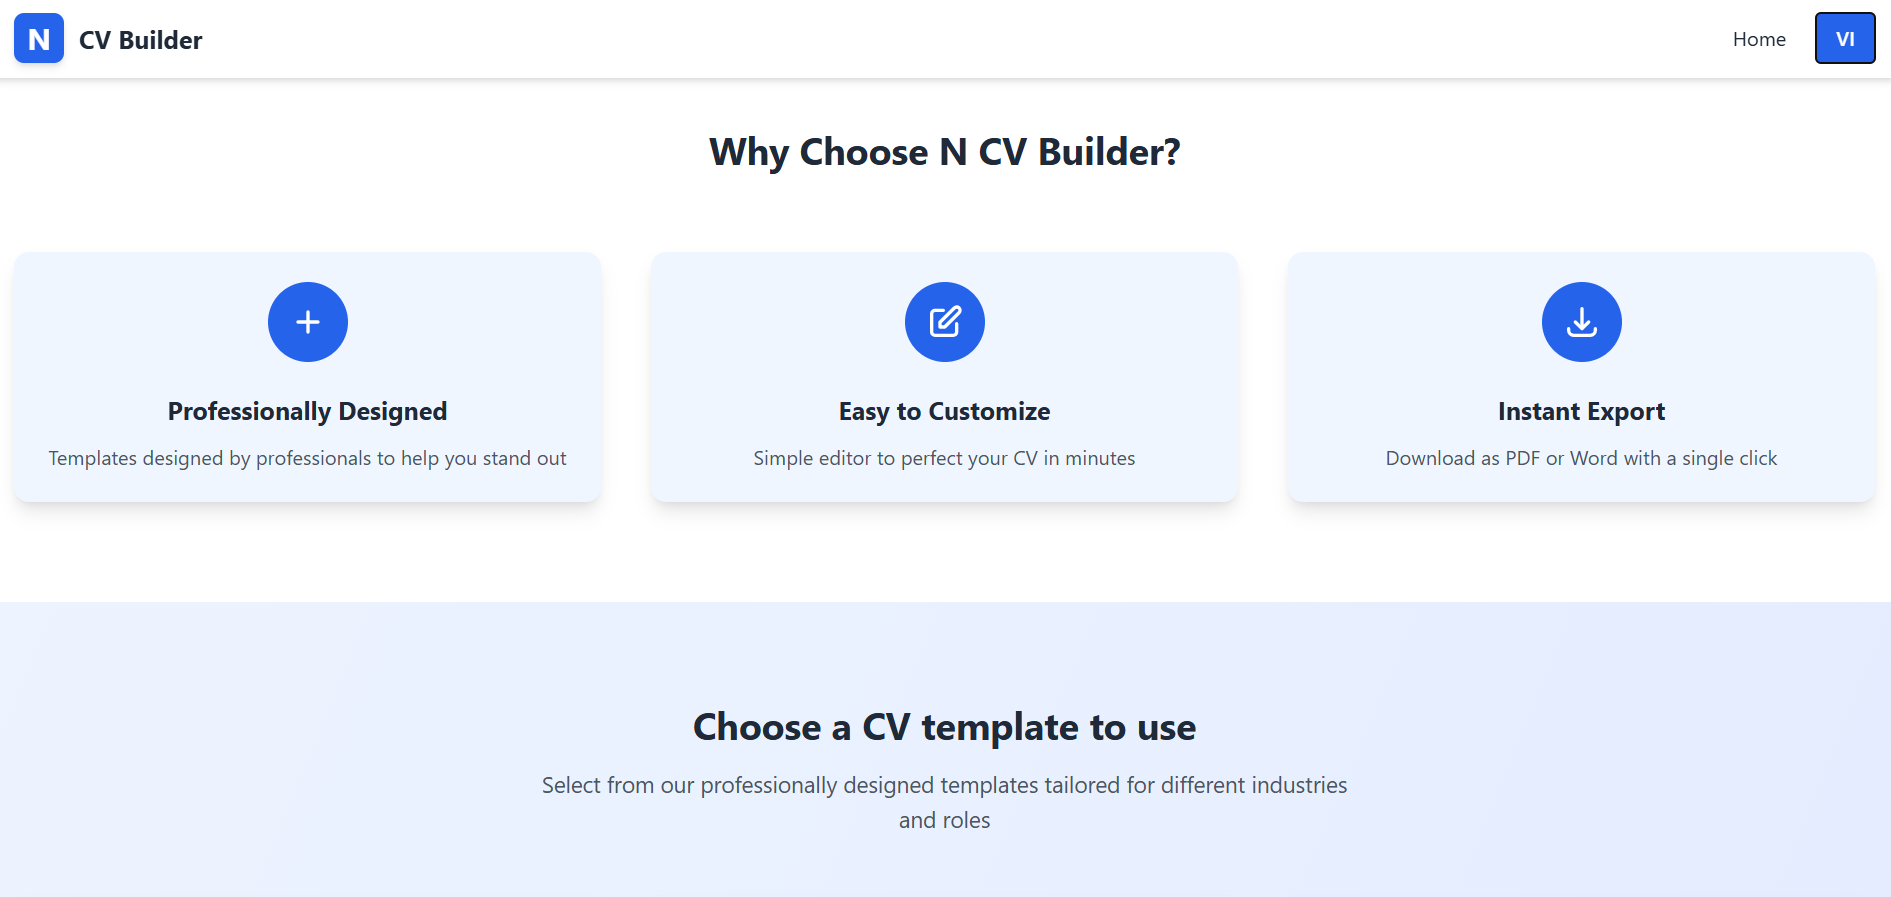 N CV Builder
Home
VI
Why Choose N CV Builder?
Professionally Designed
Templates designed by professionals to help you stand out
Easy to Customize
Simple editor to perfect your CV in minutes
Instant Export
Download as PDF or Word with a single click
Choose a CV template to use
Select from our professionally designed templates tailored for different industries
and roles